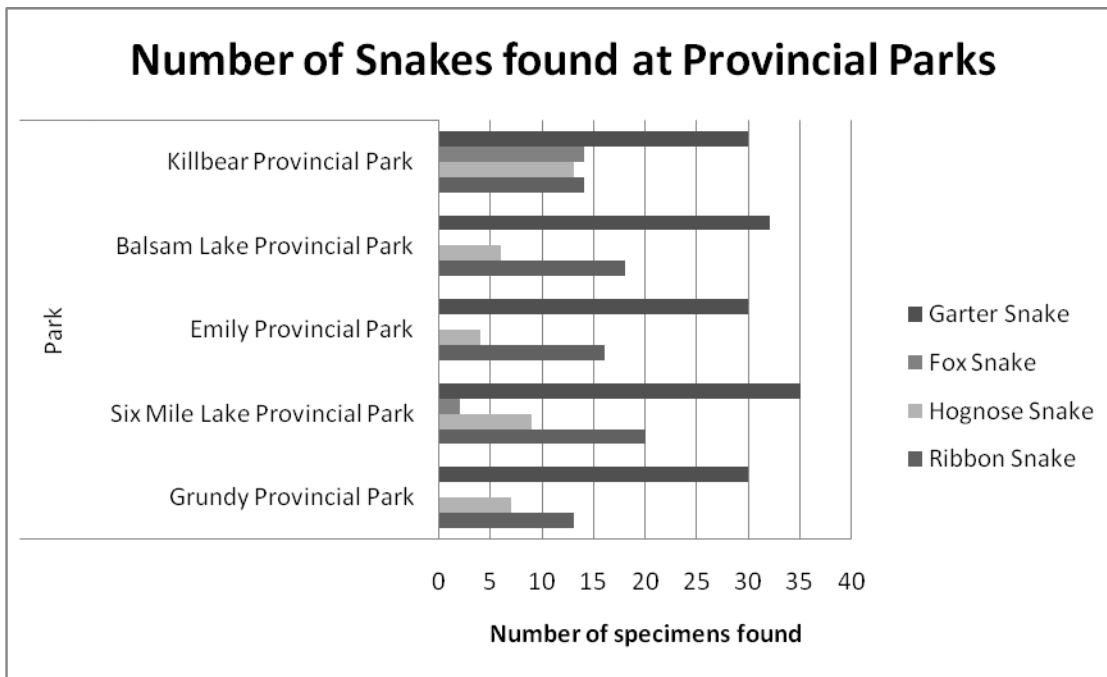 Number of Snakes found at Provincial Parks
Park
Killbear Provincial Park
Balsam Lake Provincial Park
Emily Provincial Park
Six Mile Lake Provincial Park
Grundy Provincial Park
Garter Snake
Fox Snake
Hognose Snake
Ribbon Snake
0 5 10 15 20 25 30 35 40
Number of specimens found